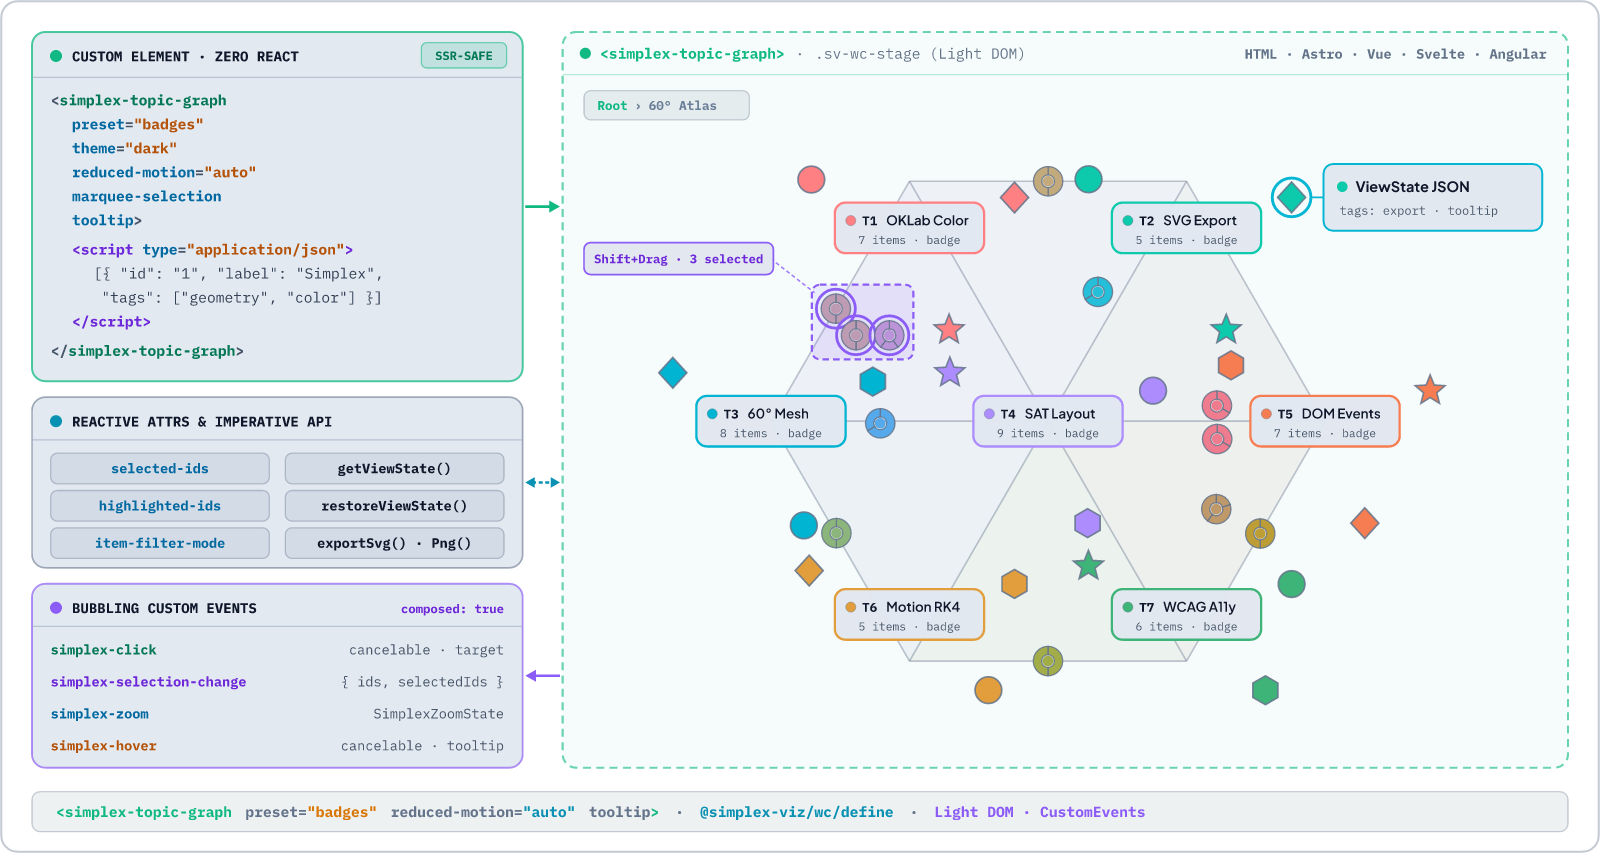 CUSTOM ELEMENT · ZERO REACT
SSR-SAFE
<simplex-topic-graph
preset="badges"
theme="dark"
reduced-motion="auto"
marquee-selection
tooltip>
<script type="application/json">
[{ "id": "1", "label": "Simplex",
"tags": ["geometry", "color"] }]
</script>
</simplex-topic-graph>
REACTIVE ATTRS & IMPERATIVE API
selected-ids
getViewState()
highlighted-ids
restoreViewState()
item-filter-mode
exportSvg() · Png()
BUBBLING CUSTOM EVENTS
composed: true
simplex-click
cancelable · target
simplex-selection-change
{ ids, selectedIds }
simplex-zoom
SimplexZoomState
simplex-hover
cancelable · tooltip
<simplex-topic-graph> · .sv-wc-stage (Light DOM)
HTML · Astro · Vue · Svelte · Angular
Root › 60° Atlas
ViewState JSON
tags: export · tooltip
T1 OKLab Color
7 items · badge
T2 SVG Export
5 items · badge
Shift+Drag · 3 selected
T3 60° Mesh
8 items · badge
T4 SAT Layout
9 items · badge
T5 DOM Events
7 items · badge
T6 Motion RK4
5 items · badge
T7 WCAG A11y
6 items · badge
<simplex-topic-graph preset="badges" reduced-motion="auto" tooltip> · @simplex-viz/wc/define · Light DOM · CustomEvents